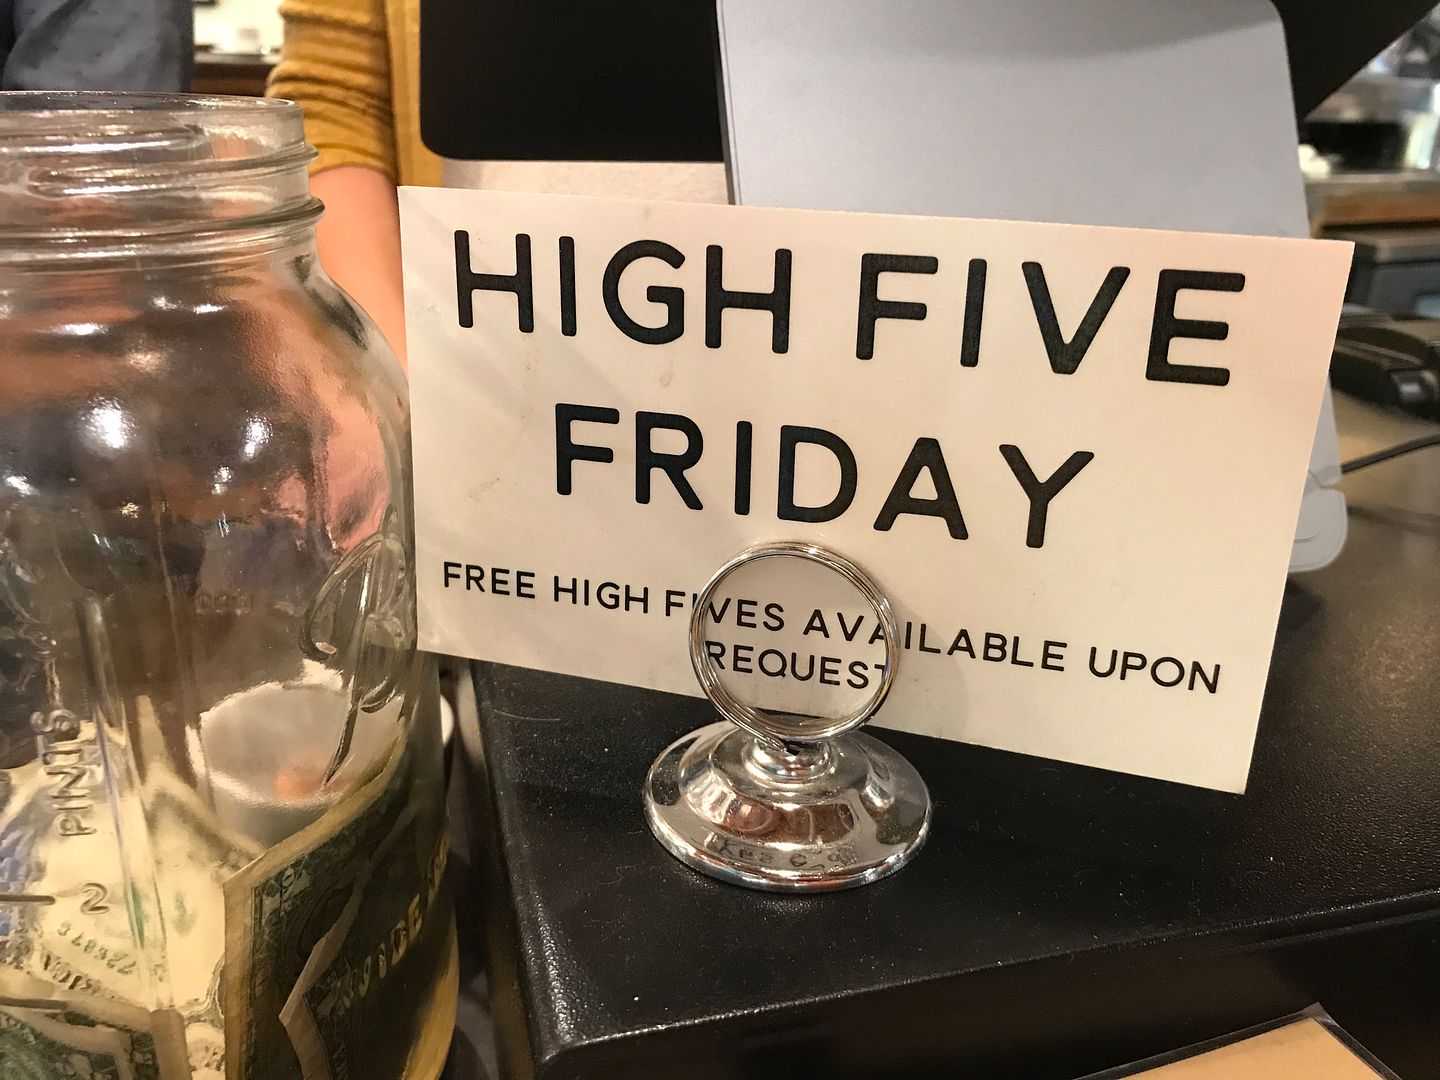 HIGH FIVE
FRIDAY
FREE HIGH FIVES AVAILABLE UPON
REQUEST
PINTS
2